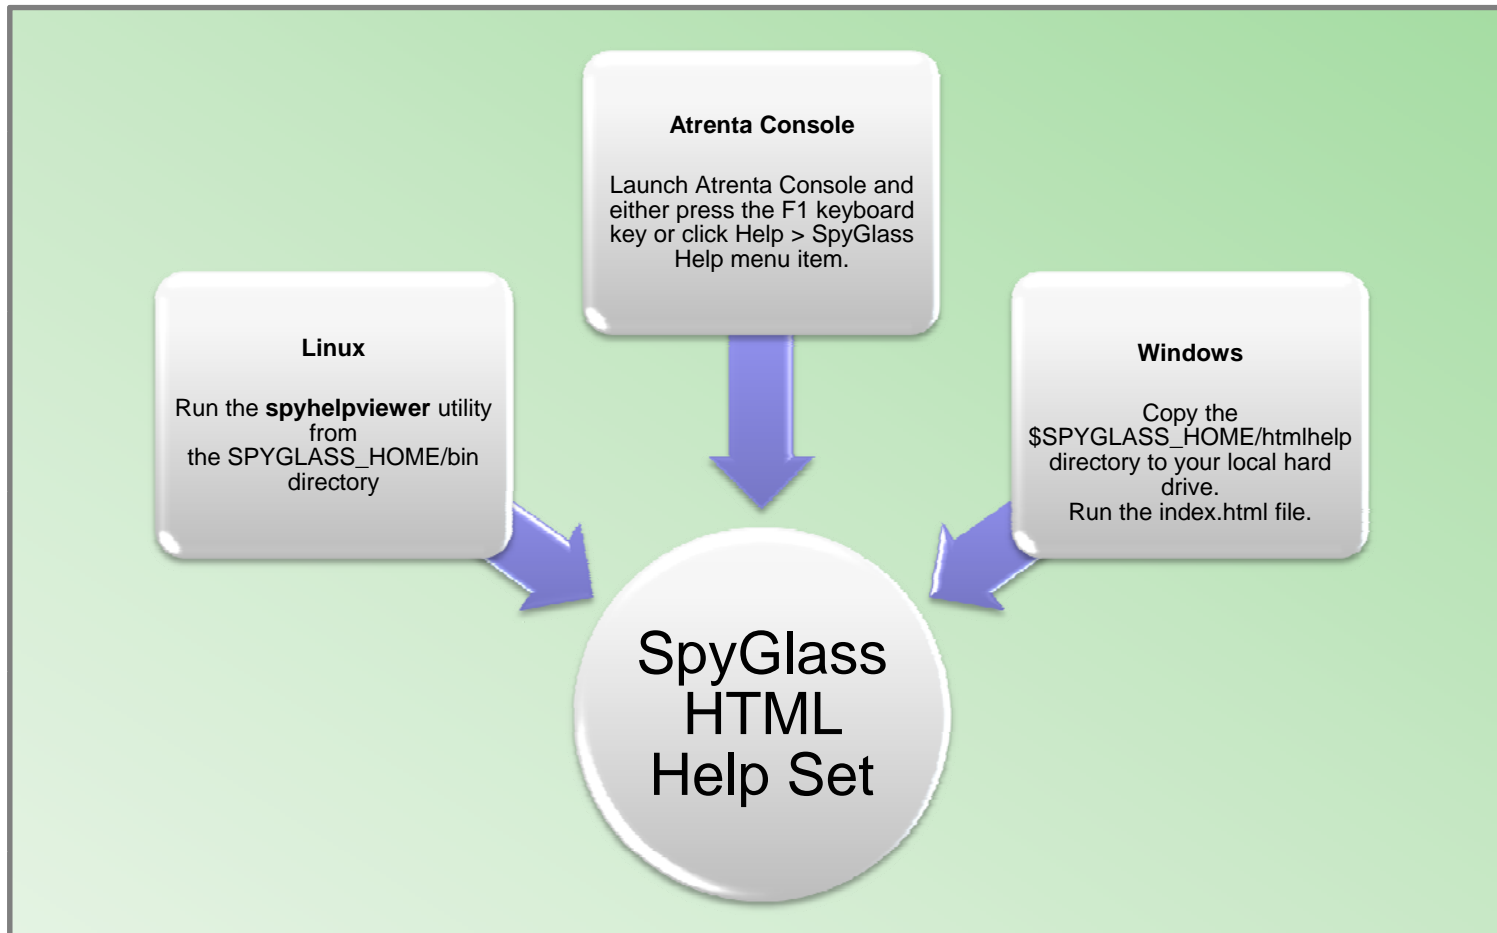 Atrenta Console
Launch Atrenta Console and
either press the F1 keyboard
key or click Help > SpyGlass
Help menu item.
Linux
Run the spyhelpviewer utility
from
the SPYGLASS_HOME/bin
directory
Windows
Copy the
$SPYGLASS_HOME/htmlhelp
directory to your local hard
drive.
Run the index.html file.
SpyGlass
HTML
Help Set